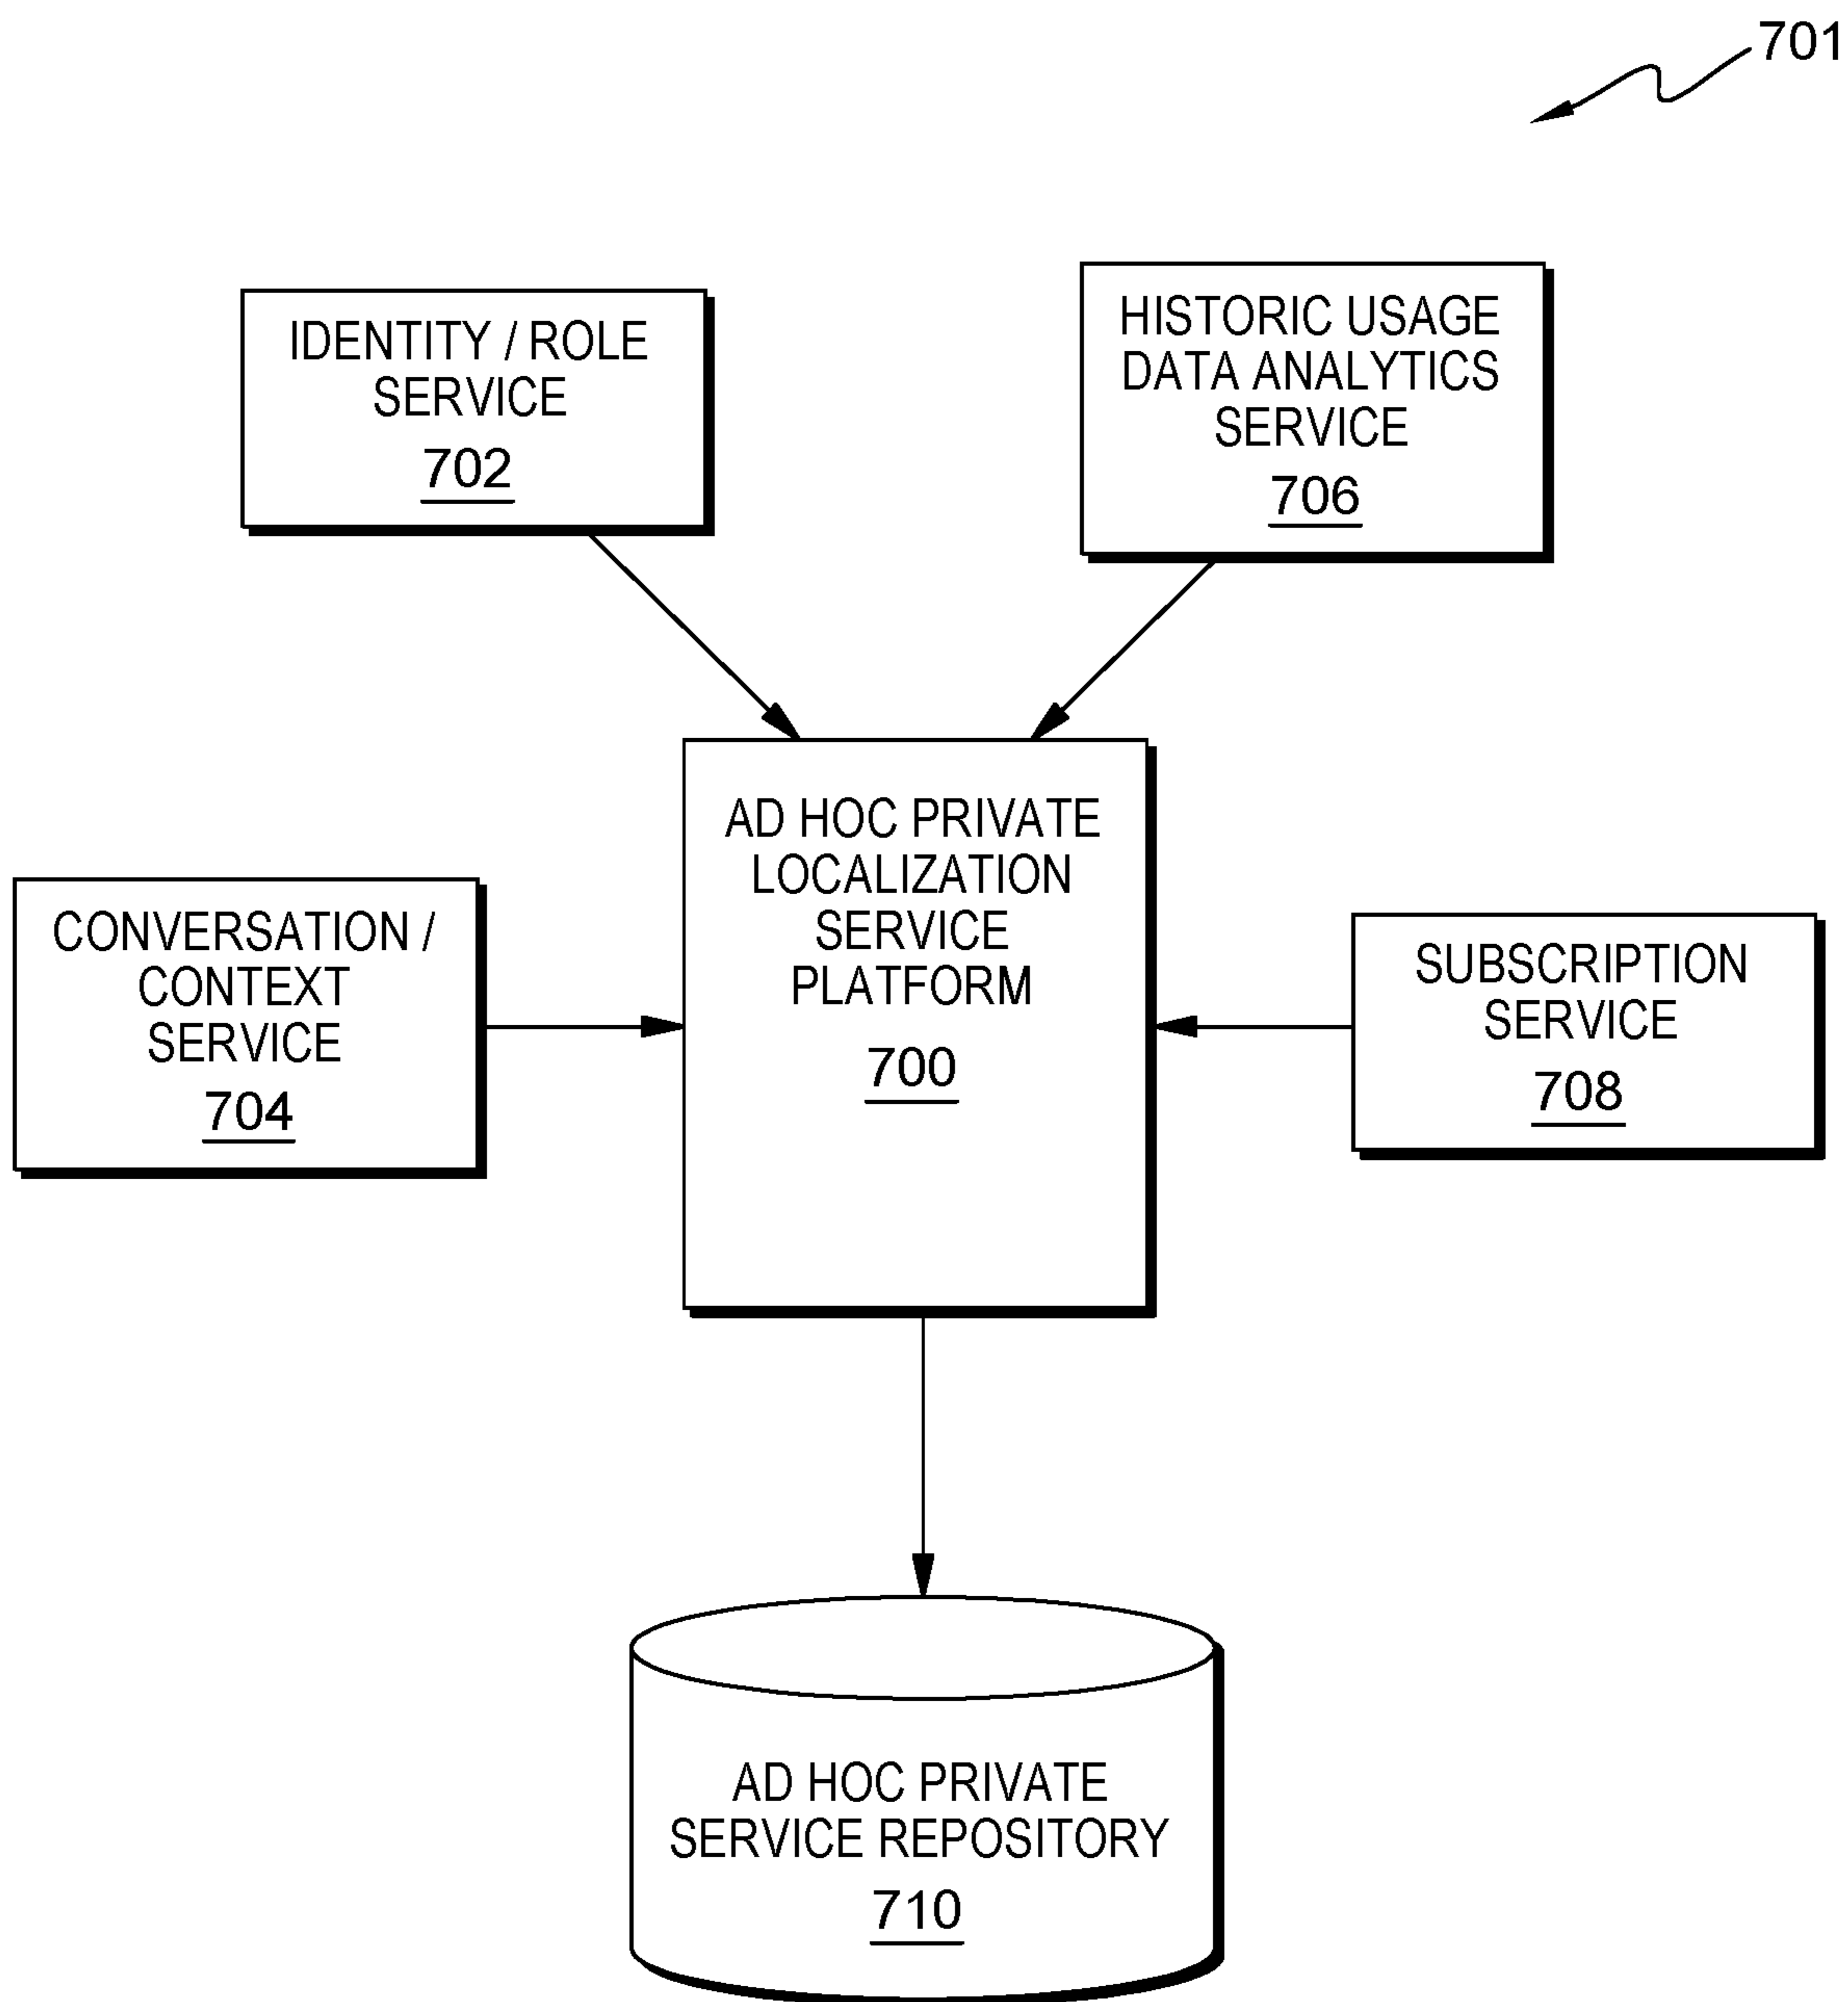 701
IDENTITY / ROLE
SERVICE
702
HISTORIC USAGE
DATA ANALYTICS
SERVICE
706
AD HOC PRIVATE
LOCALIZATION
SERVICE
PLATFORM
700
CONVERSATION /
CONTEXT
SERVICE
704
SUBSCRIPTION
SERVICE
708
AD HOC PRIVATE
SERVICE REPOSITORY
710